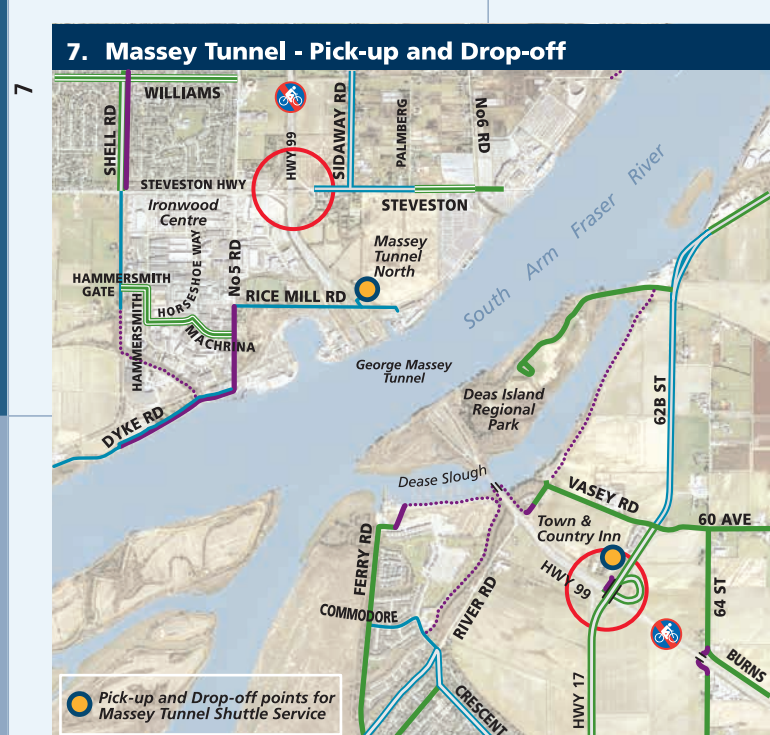 7. Massey Tunnel - Pick-up and Drop-off
7
WILLIAMS
SHELL RD
HWY 99
SIDAWAY RD
PALMBERG
No6 RD
STEVESTON HWY
STEVESTON
Ironwood
Centre
Massey
Tunnel
North
South Arm Fraser River
HAMMERSMITH
GATE
HORSESHOE WAY
No5 RD
RICE MILL RD
HAMMERSMITH
MACHRINA
George Massey
Tunnel
Deas Island
Regional
Park
62B ST
DYKE RD
Dease Slough
VASEY RD
60 AVE
Town &
Country Inn
FERRY RD
HWY 99
RIVER RD
64 ST
COMMODORE
BURNS
CRESCENT
HWY 17
Pick-up and Drop-off points for
Massey Tunnel Shuttle Service